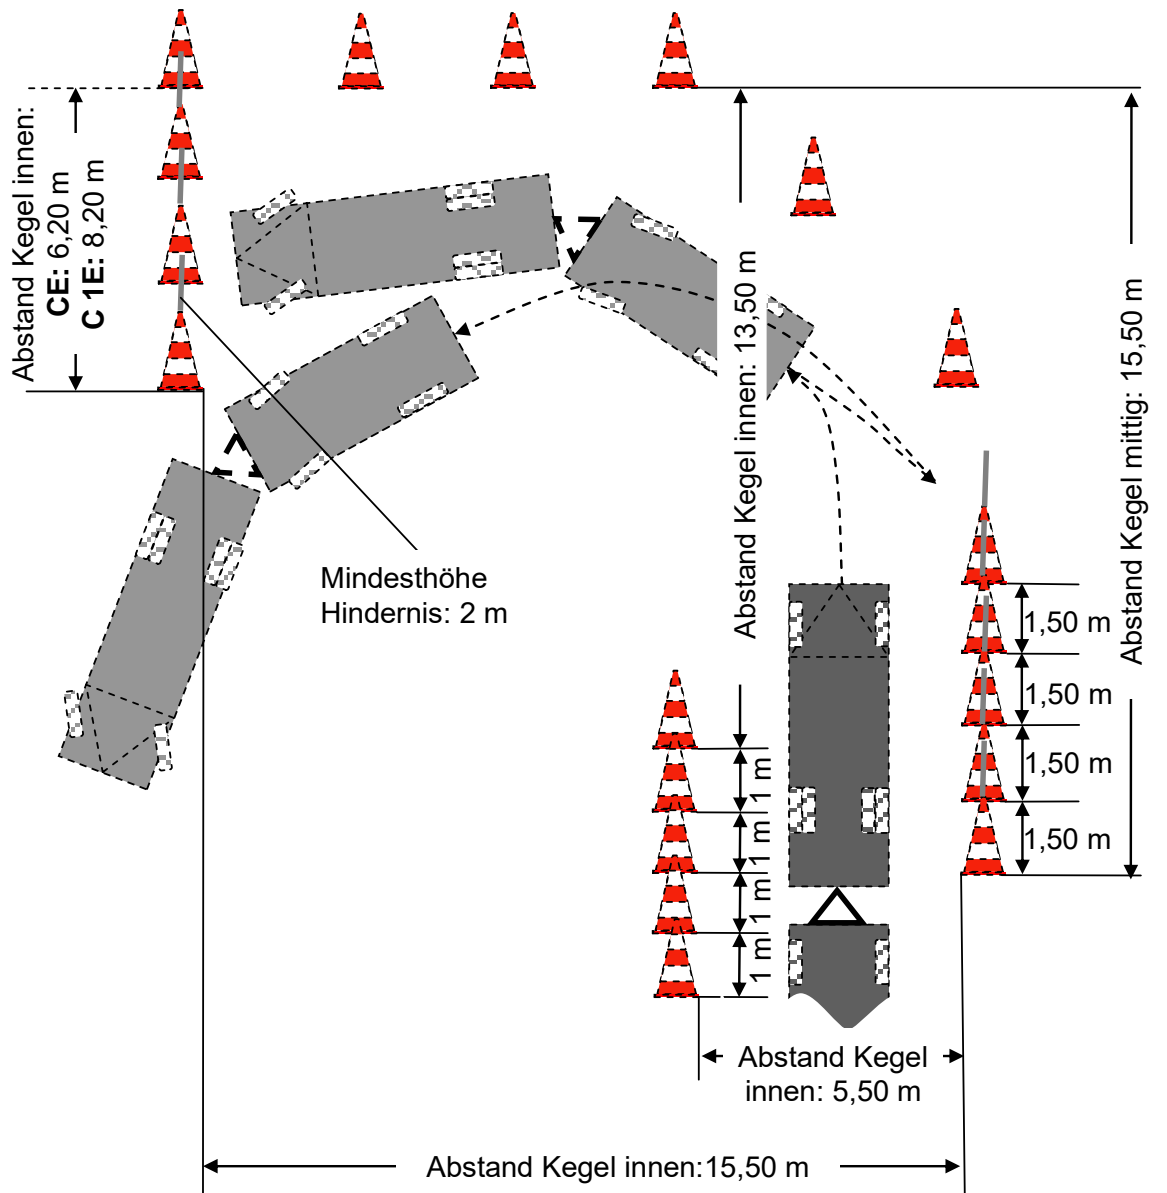 Abstand Kegel innen:
CE: 6,20 m
C 1E: 8,20 m
Abstand Kegel innen: 13,50 m
Abstand Kegel mittig: 15,50 m
Mindesthöhe
Hindernis: 2 m
1,50 m
1,50 m
1,50 m
1,50 m
1 m
1 m
1 m
1 m
Abstand Kegel
innen: 5,50 m
Abstand Kegel innen:15,50 m